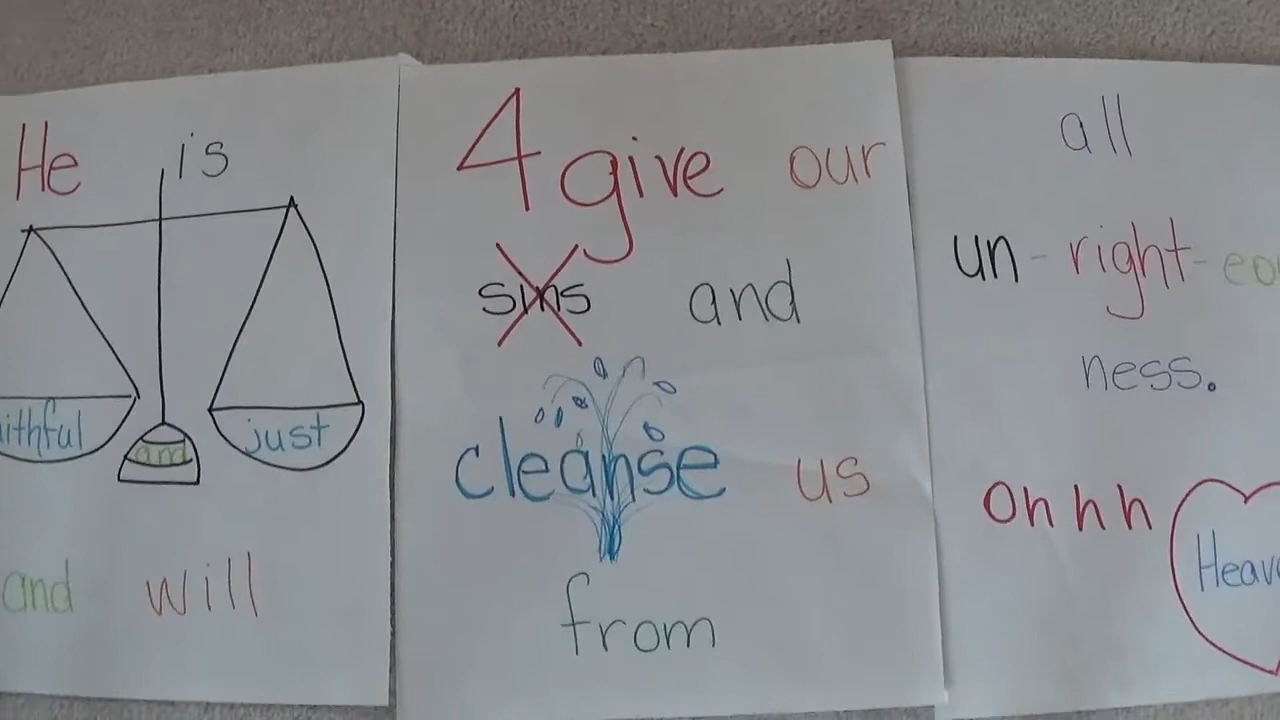 He is
ithful and just
and will
4give our
sins and
cleanse us
from
all
un-right-eo
ness.
Ohhh
Heav